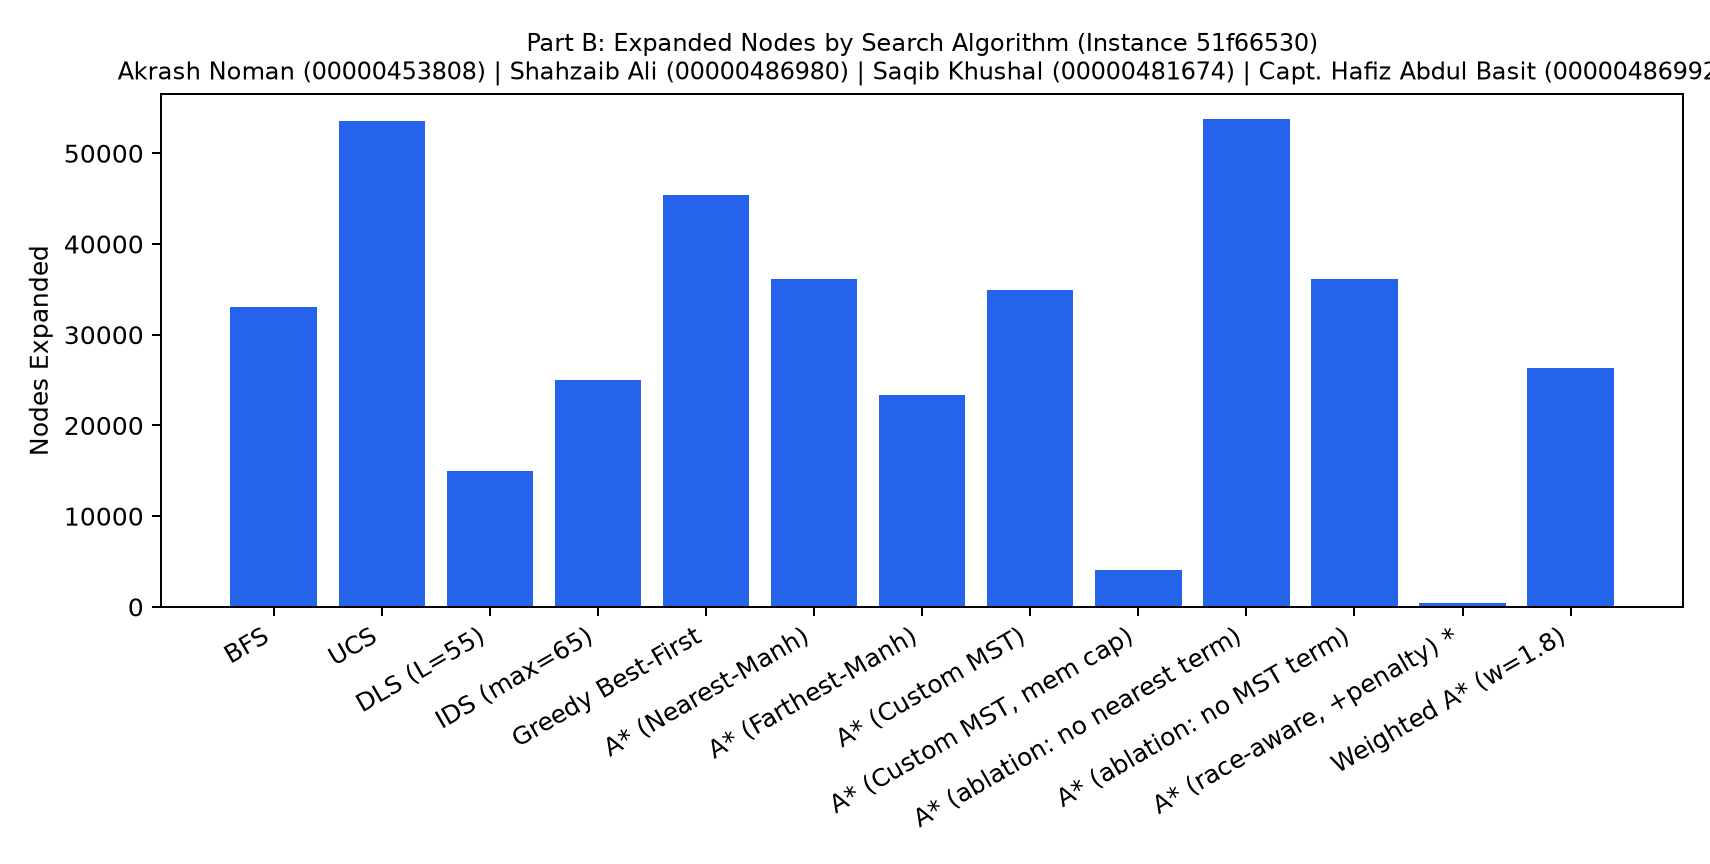 Part B: Expanded Nodes by Search Algorithm (Instance 51f66530)
Akrash Noman (00000453808) | Shahzaib Ali (00000486980) | Saqib Khushal (00000481674) | Capt. Hafiz Abdul Basit (00000486992
Nodes Expanded
50000
40000
30000
20000
10000
0
BFS
UCS
DLS (L=55)
IDS (max=65)
Greedy Best-First
A* (Nearest-Manh)
A* (Farthest-Manh)
A* (Custom MST)
A* (Custom MST, mem cap)
A* (ablation: no nearest term)
A* (ablation: no MST term)
A* (race-aware, +penalty) *
Weighted A* (w=1.8)